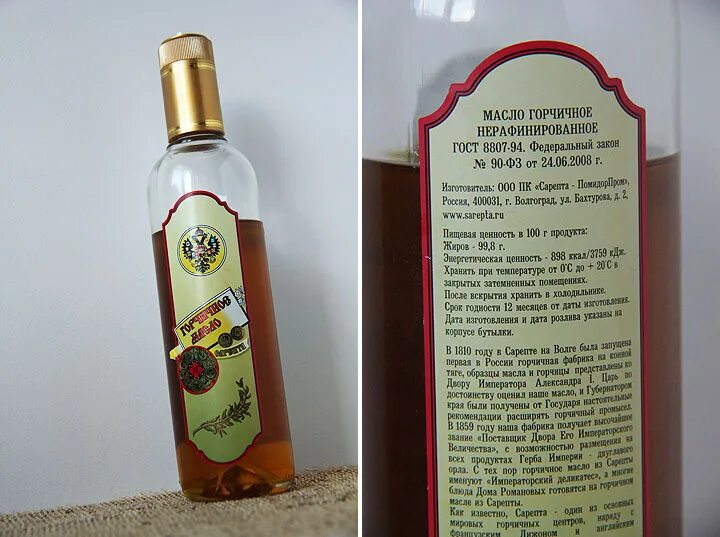 ГОРЧИЧНОЕ
МАСЛО
САРЕПТА
МАСЛО ГОРЧИЧНОЕ
НЕРАФИНИРОВАННОЕ
ГОСТ 8807-94. Федеральный закон
№ 90-ФЗ от 24.06.2008 г.
Изготовитель: ООО ПК "Сарепта - ПомидорПром",
Россия, 400031, г. Волгоград, ул. Бахтурова, д. 2,
www.sarepta.ru
Пищевая ценность в 100 г продукта:
Жиров - 99,8 г.
Энергетическая ценность - 898 ккал/3759 кДж.
Хранить при температуре от 0°С до + 20°С в
закрытых затемненных помещениях.
После вскрытия хранить в холодильнике.
Срок годности 12 месяцев от даты изготовления.
Дата изготовления и дата розлива указаны на
корпусе бутылки.
В 1810 году в Сарепте на Волге была запущена
первая в России горчичная фабрика на конной
тяге, образцы масла и горчицы представлены ко
Двору Императора Александра I. Царь по
достоинству оценил наше масло, и Губернатором
края были получены от Государя настоятельные
рекомендации расширять горчичный промысел.
В 1859 году наша фабрика получает высочайшее
звание «Поставщик Двора Его Императорского
Величества», с возможностью размещения на
всех продуктах Герба Империи - двуглавого
орла. С тех пор горчичное масло из Сарепты
именуют «Императорский деликатес», а многие
блюда Дома Романовых готовятся на горчичном
масле из Сарепты.
Как известно, Сарепта - один из основных
мировых горчичных центров, наряду с
французским Дижоном и английским